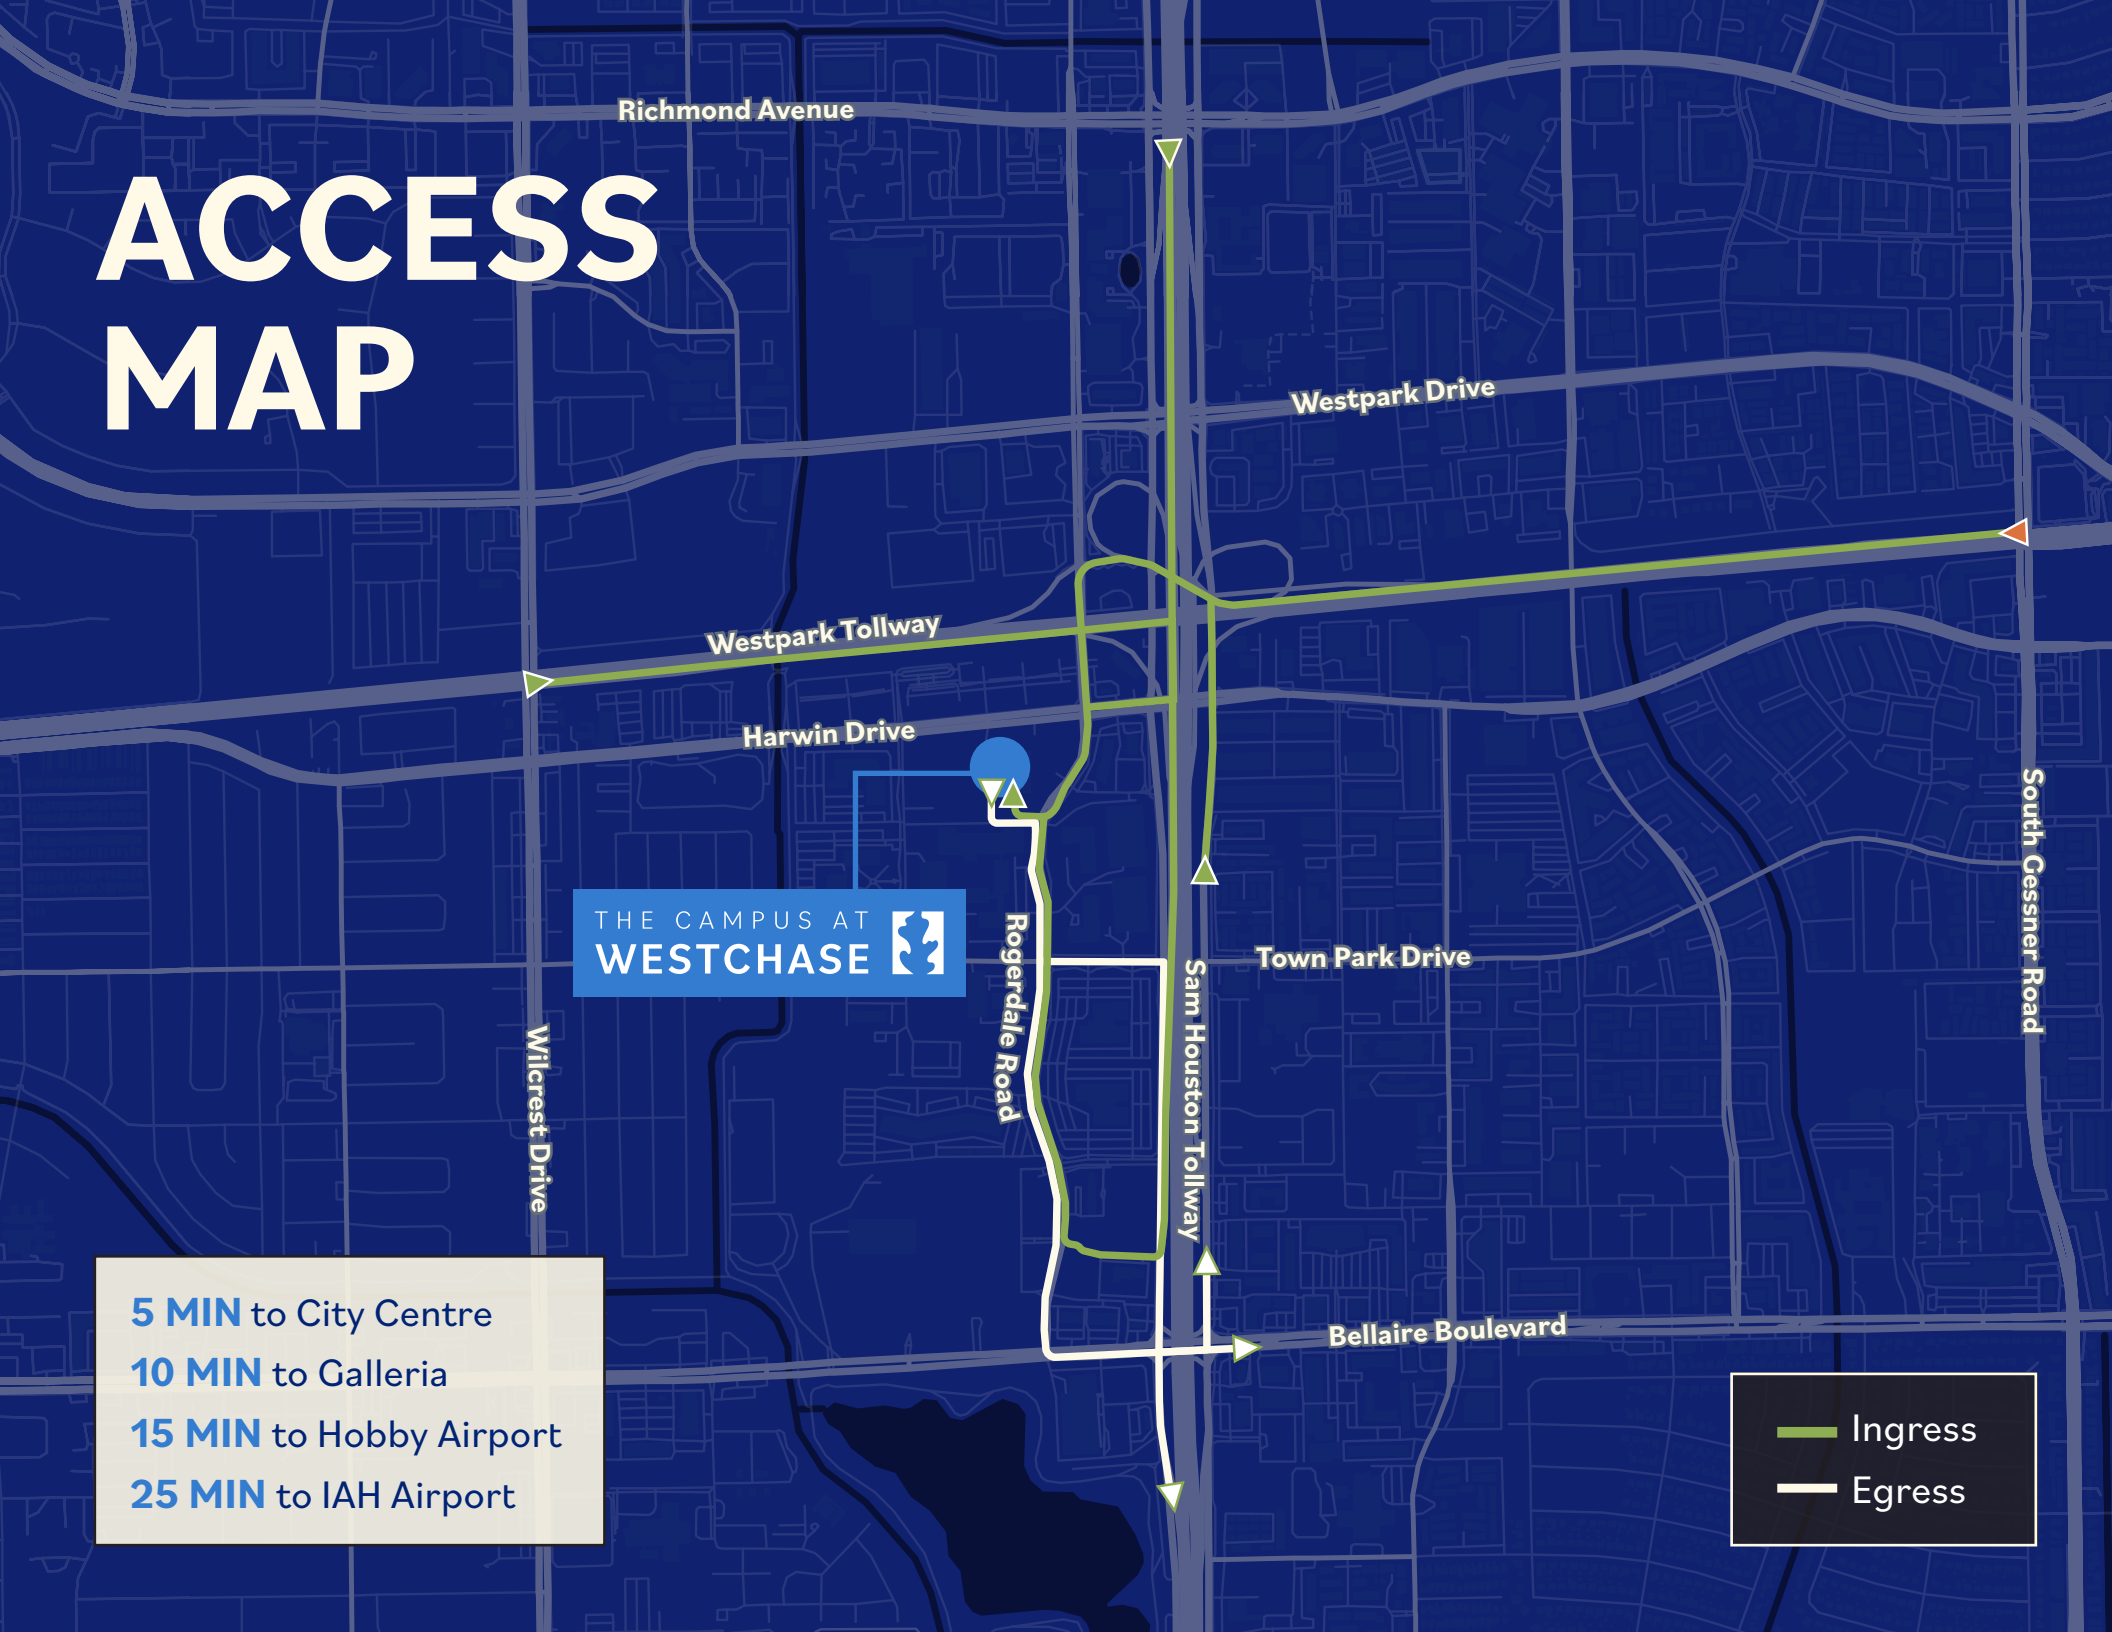 Richmond Avenue
ACCESS
MAP
Westpark Drive
Westpark Tollway
Harwin Drive
THE CAMPUS AT
WESTCHASE
Rogerdale Road
Town Park Drive
Sam Houston Tollway
South Gessner Road
Wilcrest Drive
Bellaire Boulevard
5 MIN to City Centre
10 MIN to Galleria
15 MIN to Hobby Airport
25 MIN to IAH Airport
Ingress
Egress